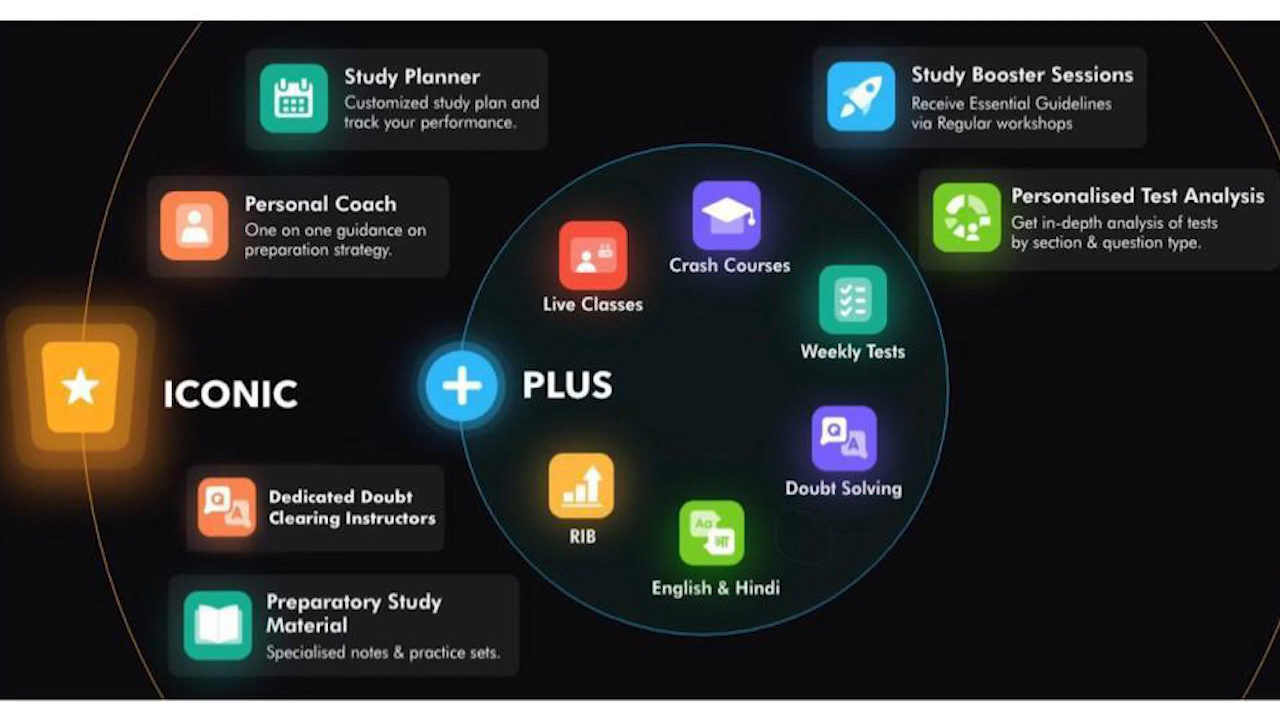 Study Planner
Customized study plan and
track your performance.
Study Booster Sessions
Receive Essential Guidelines
via Regular workshops
Personal Coach
One on one guidance on
preparation strategy.
Personalised Test Analysis
Get in-depth analysis of tests
by section & question type.
Live Classes
Crash Courses
Weekly Tests
ICONIC
PLUS
Q
A
Doubt Solving
RIB
Aa
अा
English & Hindi
Q
A
Dedicated Doubt
Clearing Instructors
Preparatory Study
Material
Specialised notes & practice sets.